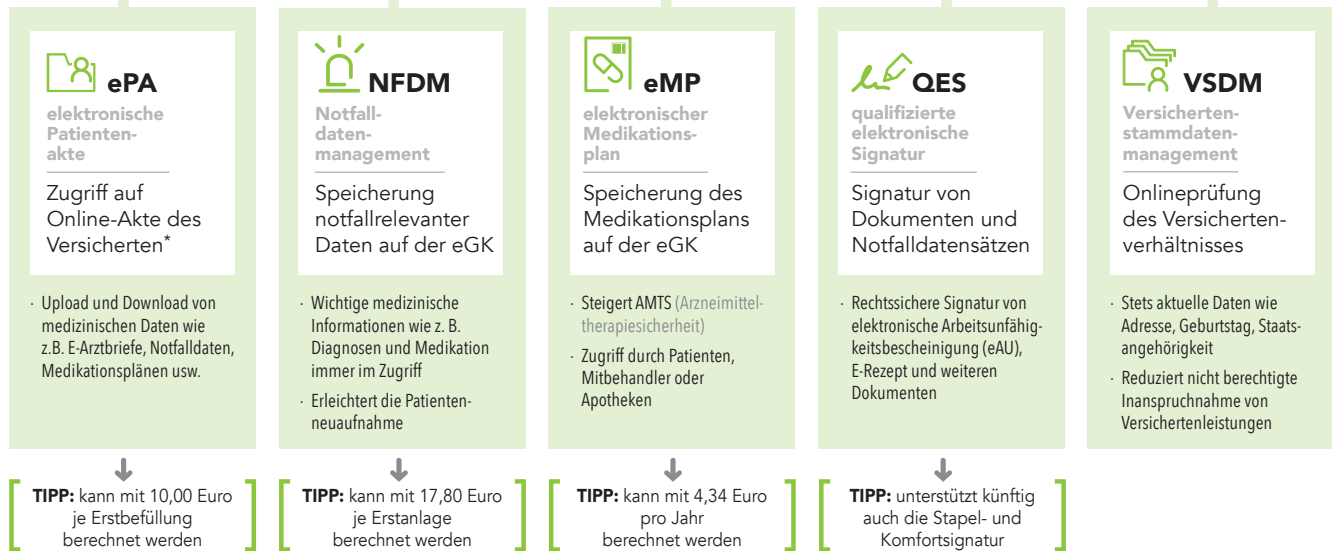 ePA
elektronische
Patienten-
akte
Zugriff auf
Online-Akte des
Versicherten*
· Upload und Download von
medizinischen Daten wie
z.B. E-Arztbriefe, Notfalldaten,
Medikationsplänen usw.
TIPP: kann mit 10,00 Euro
je Erstbefüllung
berechnet werden
NFDM
Notfall-
daten-
management
Speicherung
notfallrelevanter
Daten auf der eGK
· Wichtige medizinische
Informationen wie z. B.
Diagnosen und Medikation
immer im Zugriff
· Erleichtert die Patienten-
neuaufnahme
TIPP: kann mit 17,80 Euro
je Erstanlage
berechnet werden
eMP
elektronischer
Medikations-
plan
Speicherung des
Medikationsplans
auf der eGK
· Steigert AMTS (Arzneimittel-
therapiesicherheit)
· Zugriff durch Patienten,
Mitbehandler oder
Apotheken
TIPP: kann mit 4,34 Euro
pro Jahr
berechnet werden
QES
qualifizierte
elektronische
Signatur
Signatur von
Dokumenten und
Notfalldatensätzen
· Rechtssichere Signatur von
elektronische Arbeitsunfähig-
keitsbescheinigung (eAU),
E-Rezept und weiteren
Dokumenten
TIPP: unterstützt künftig
auch die Stapel- und
Komfortsignatur
VSDM
Versicherten-
stammdaten-
management
Onlineprüfung
des Versicherten-
verhältnisses
· Stets aktuelle Daten wie
Adresse, Geburtstag, Staats-
angehörigkeit
· Reduziert nicht berechtigte
Inanspruchnahme von
Versichertenleistungen